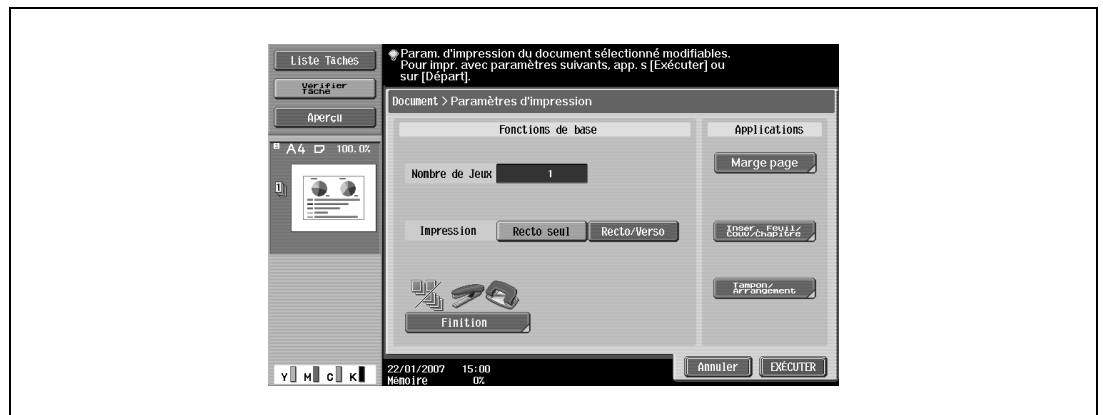 Liste Tâches
Param. d'impression du document sélectionné modifiables.
Pour impr. avec paramètres suivants, app. s [Exécuter] ou
sur [Départ].
Vérifier
Tâche
Document > Paramètres d'impression
Aperçu
Fonctions de base
Applications
A4 100.0%
Marge page
Nombre de Jeux 1
1
Impression Recto seul Recto/Verso
Inser. Feuil/
Couv/Chapitre
Tampon/
Arrangement
Finition
Annuler EXÉCUTER
Y M C K
22/01/2007 15:00
Mémoire 0%